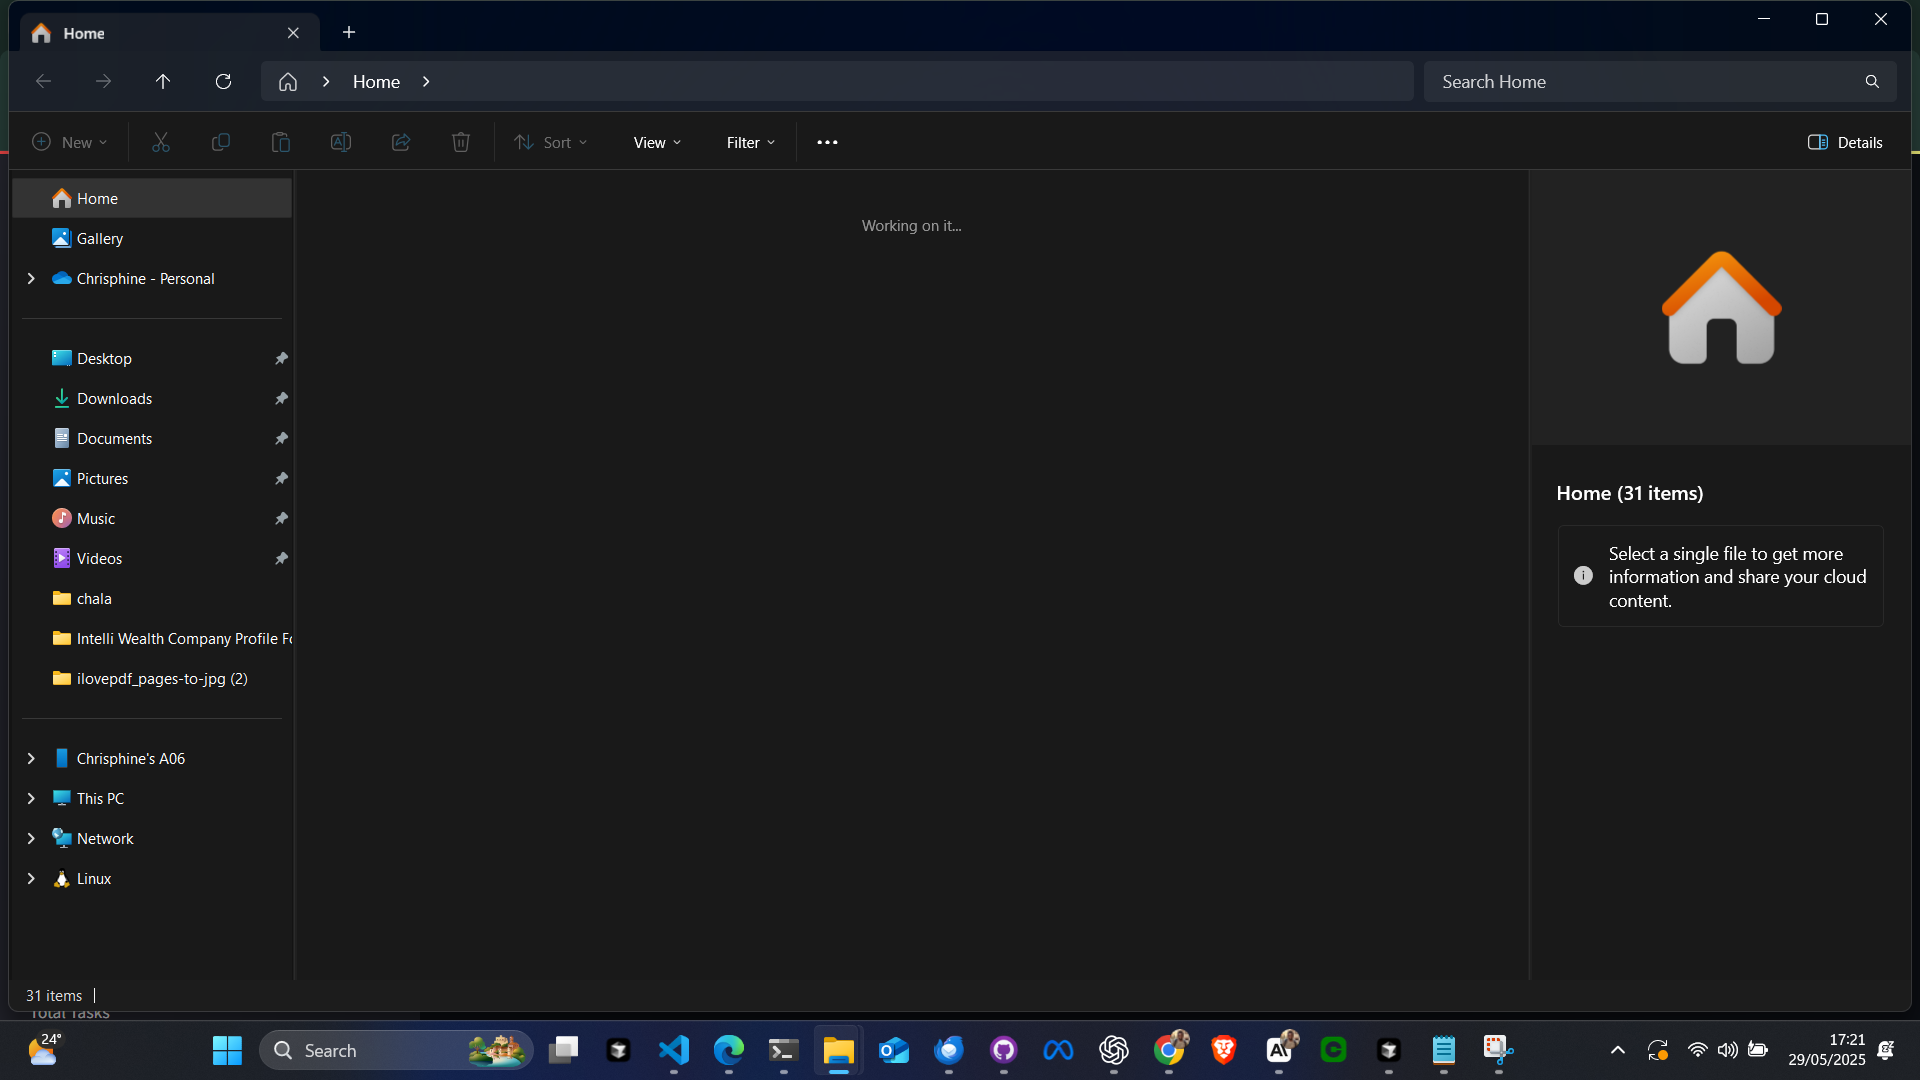 Home
Home
Search Home
New
Sort
View
Filter
Details
Home
Gallery
Chrisphine - Personal
Desktop
Downloads
Documents
Pictures
Music
Videos
chala
Intelli Wealth Company Profile Fo
ilovepdf_pages-to-jpg (2)
Chrisphine's A06
This PC
Network
Linux
Working on it...
Home (31 items)
Select a single file to get more
information and share your cloud
content.
31 items
Total Tasks
24°
Search
17:21
29/05/2025